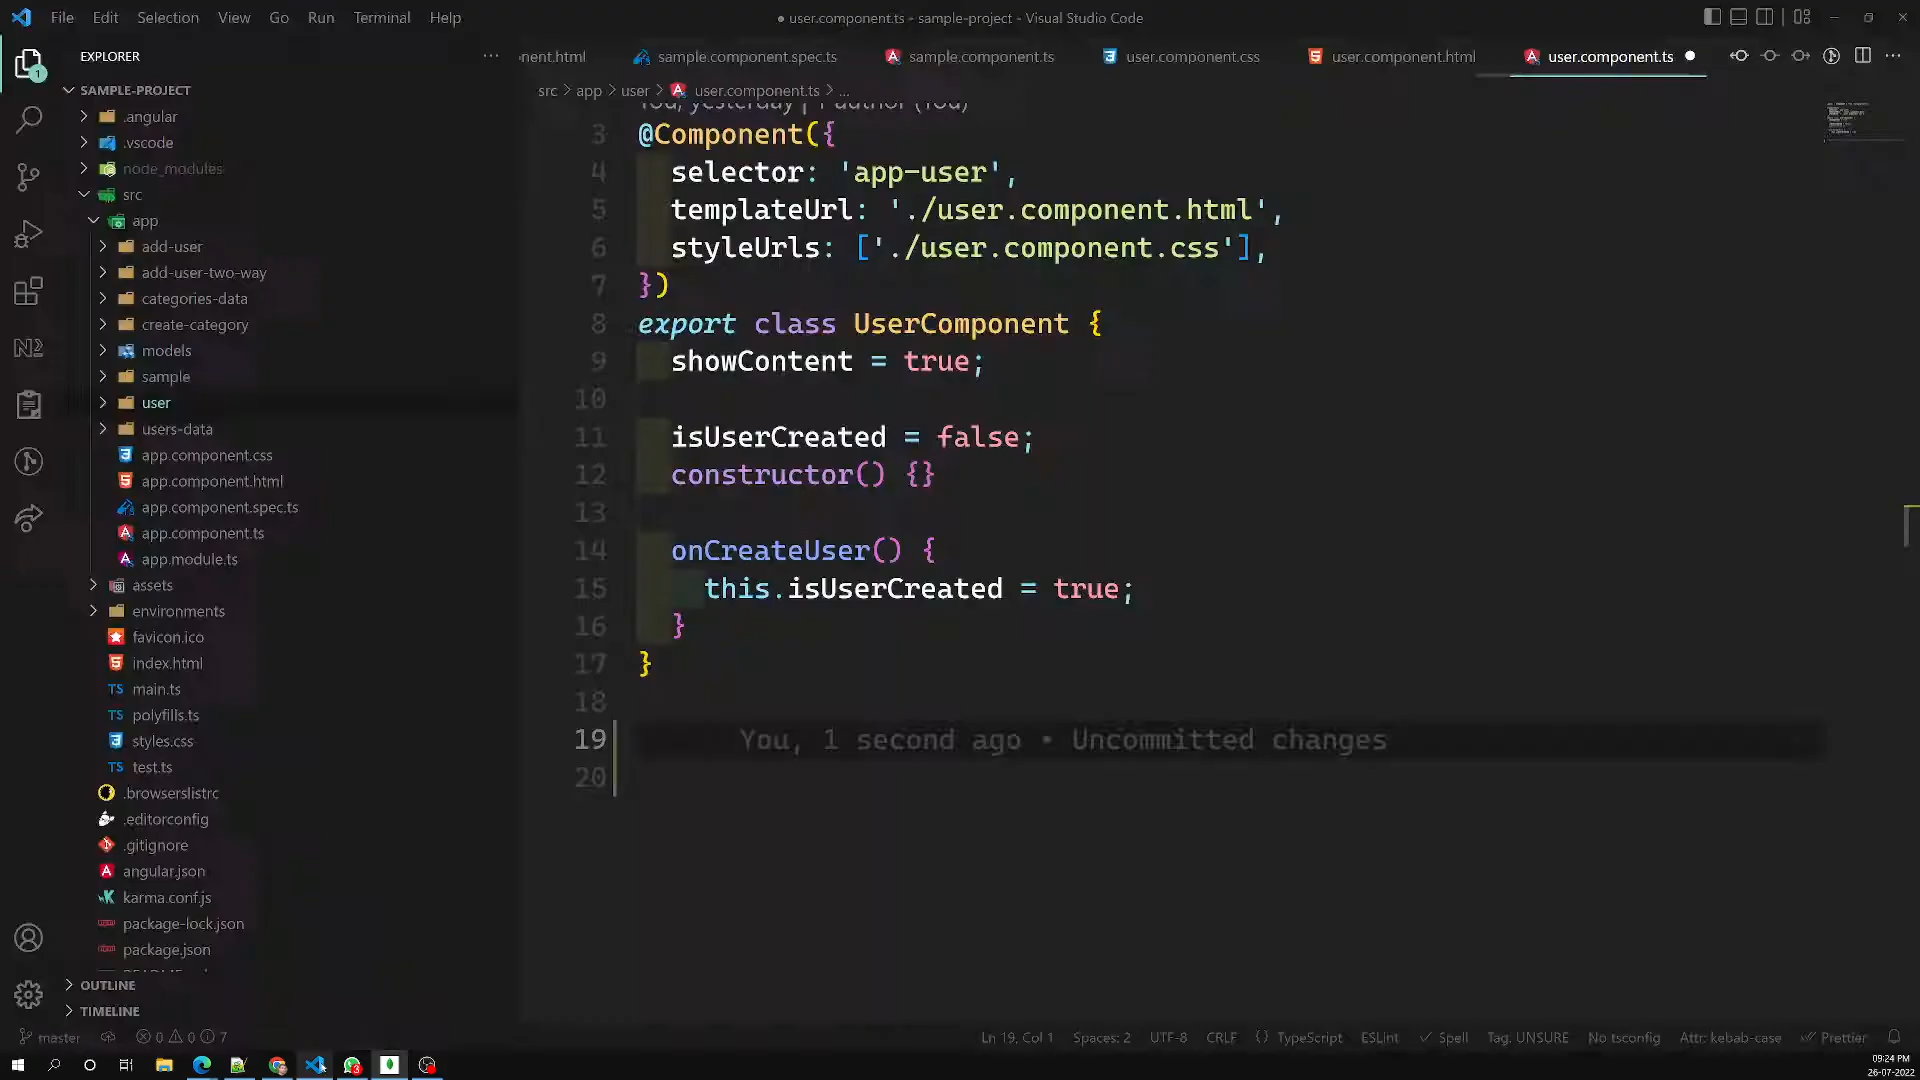 File Edit Selection View Go Run Terminal Help
● user.component.ts - sample-project - Visual Studio Code
EXPLORER
nent.html sample.component.spec.ts sample.component.ts user.component.css user.component.html user.component.ts
SAMPLE-PROJECT
.angular
.vscode
node_modules
src
app
add-user
add-user-two-way
categories-data
create-category
models
sample
user
users-data
app.component.css
app.component.html
app.component.spec.ts
app.component.ts
app.module.ts
assets
environments
favicon.ico
index.html
main.ts
polyfills.ts
styles.css
test.ts
.browserslistrc
.editorconfig
.gitignore
angular.json
karma.conf.js
package-lock.json
package.json
OUTLINE
TIMELINE
src > app > user > user.component.ts > ...
You, yesterday | 1 author (You)
3 @Component({
4 selector: 'app-user',
5 templateUrl: './user.component.html',
6 styleUrls: ['./user.component.css'],
7 })
8 export class UserComponent {
9 showContent = true;
10
11 isUserCreated = false;
12 constructor() {}
13
14 onCreateUser() {
15 this.isUserCreated = true;
16 }
17 }
18
19 You, 1 second ago • Uncommitted changes
20
master 0 0 7
Ln 19, Col 1 Spaces: 2 UTF-8 CRLF {} TypeScript ESLint Spell Tag: UNSURE No tsconfig Attr: kebab-case Prettier
09:24 PM
26-07-2022